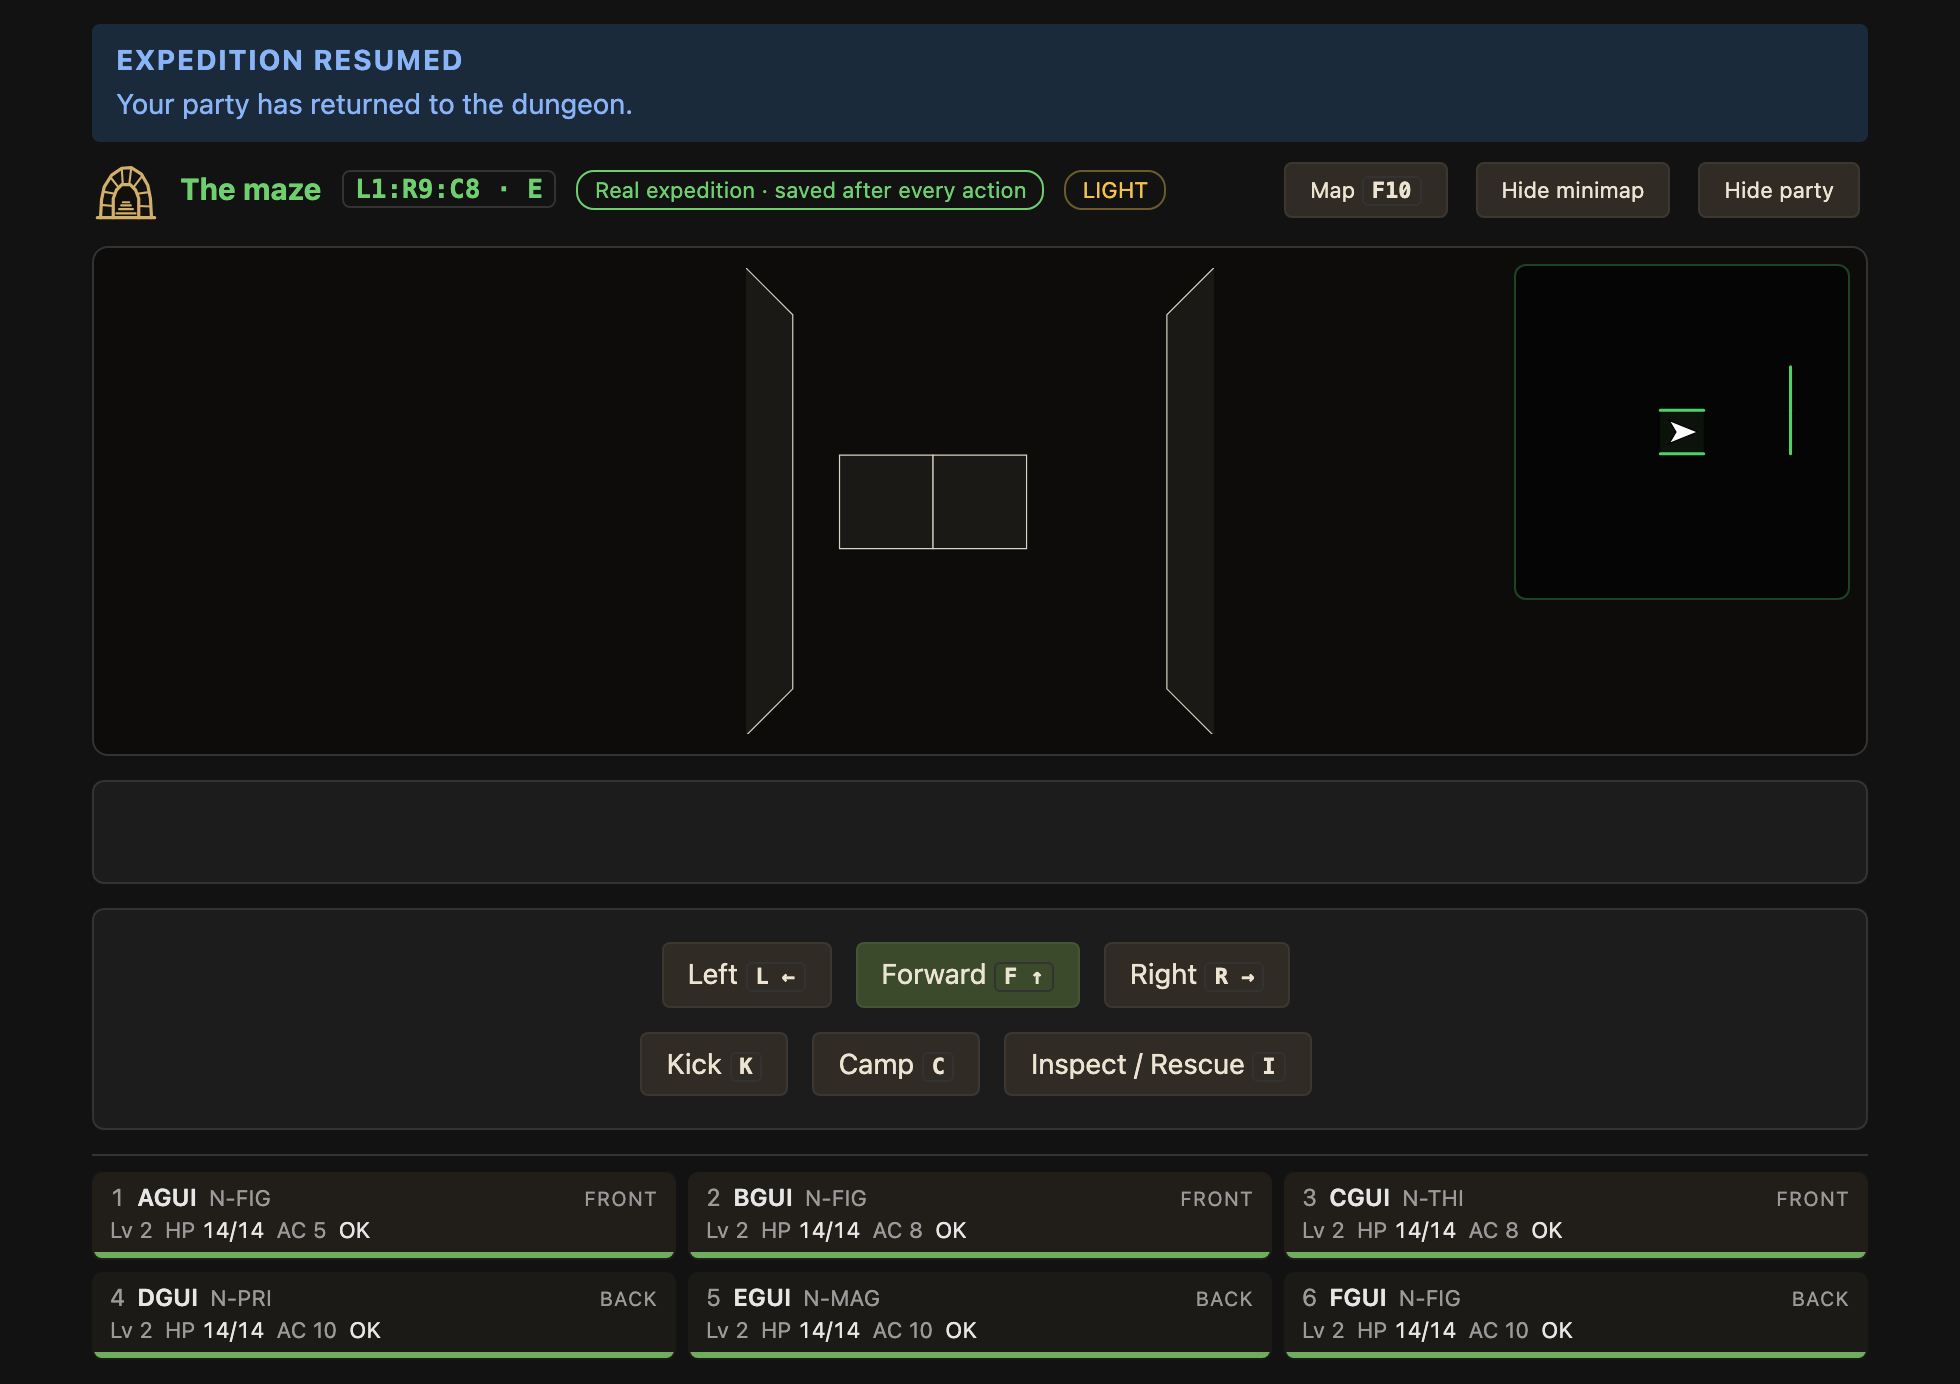 EXPEDITION RESUMED
Your party has returned to the dungeon.
The maze L1:R9:C8 · E Real expedition · saved after every action LIGHT Map F10 Hide minimap Hide party
Left L ← Forward F ↑ Right R →
Kick K Camp C Inspect / Rescue I
1 AGUI N-FIG FRONT
Lv 2 HP 14/14 AC 5 OK
2 BGUI N-FIG FRONT
Lv 2 HP 14/14 AC 8 OK
3 CGUI N-THI FRONT
Lv 2 HP 14/14 AC 8 OK
4 DGUI N-PRI BACK
Lv 2 HP 14/14 AC 10 OK
5 EGUI N-MAG BACK
Lv 2 HP 14/14 AC 10 OK
6 FGUI N-FIG BACK
Lv 2 HP 14/14 AC 10 OK